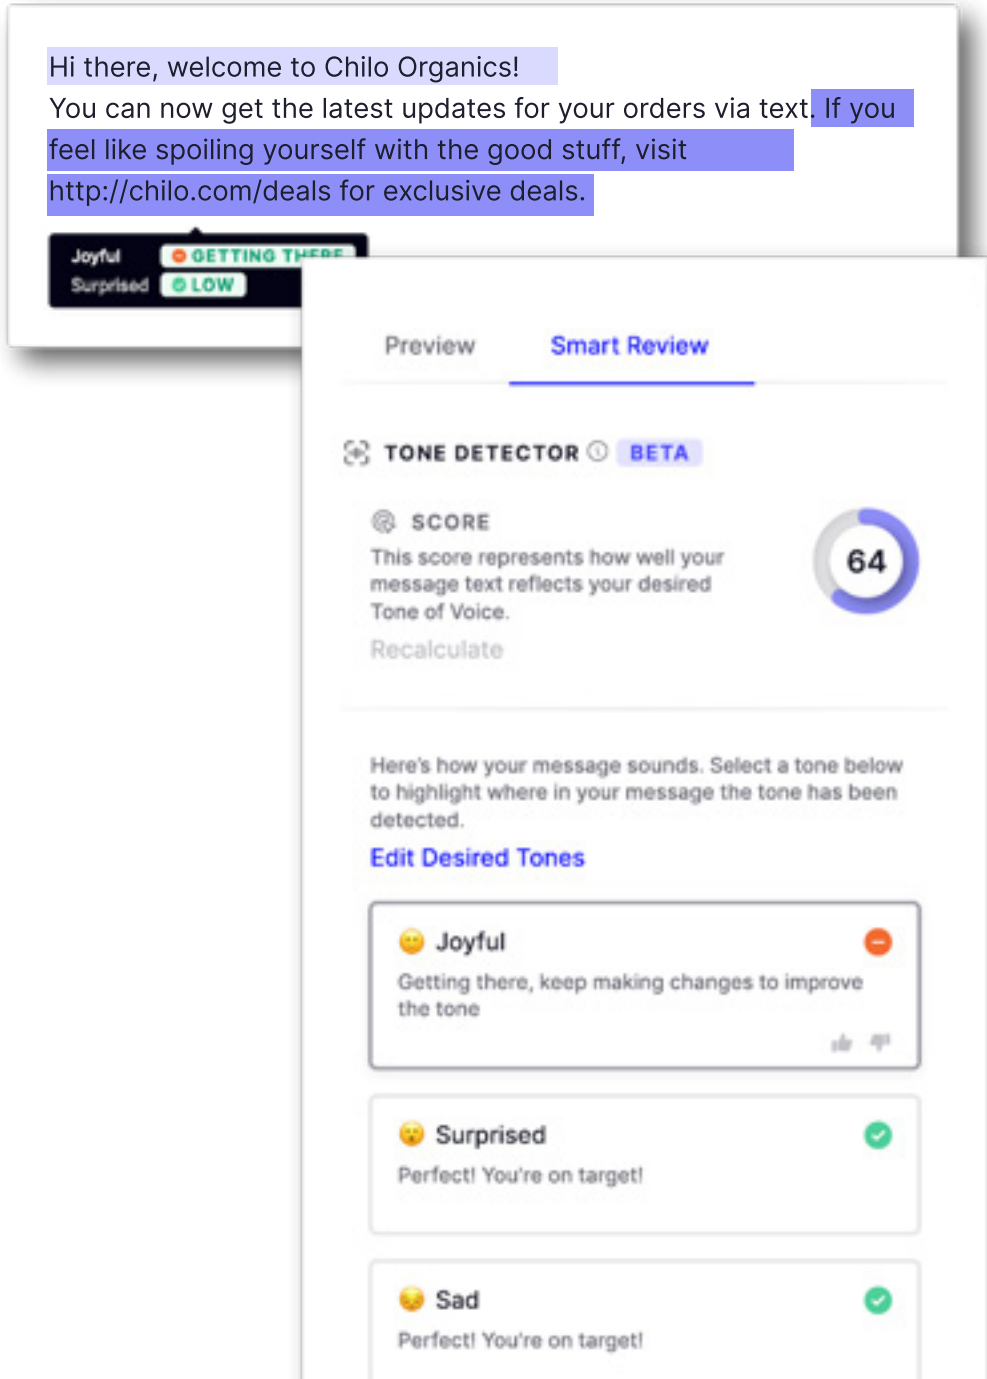 Hi there, welcome to Chilo Organics!
You can now get the latest updates for your orders via text. If you
feel like spoiling yourself with the good stuff, visit
http://chilo.com/deals for exclusive deals.
Joyful GETTING THERE
Surprised LOW
Preview Smart Review
TONE DETECTOR BETA
SCORE
This score represents how well your
message text reflects your desired
Tone of Voice.
64
Recalculate
Here's how your message sounds. Select a tone below
to highlight where in your message the tone has been
detected.
Edit Desired Tones
Joyful
Getting there, keep making changes to improve
the tone
Surprised
Perfect! You're on target!
Sad
Perfect! You're on target!